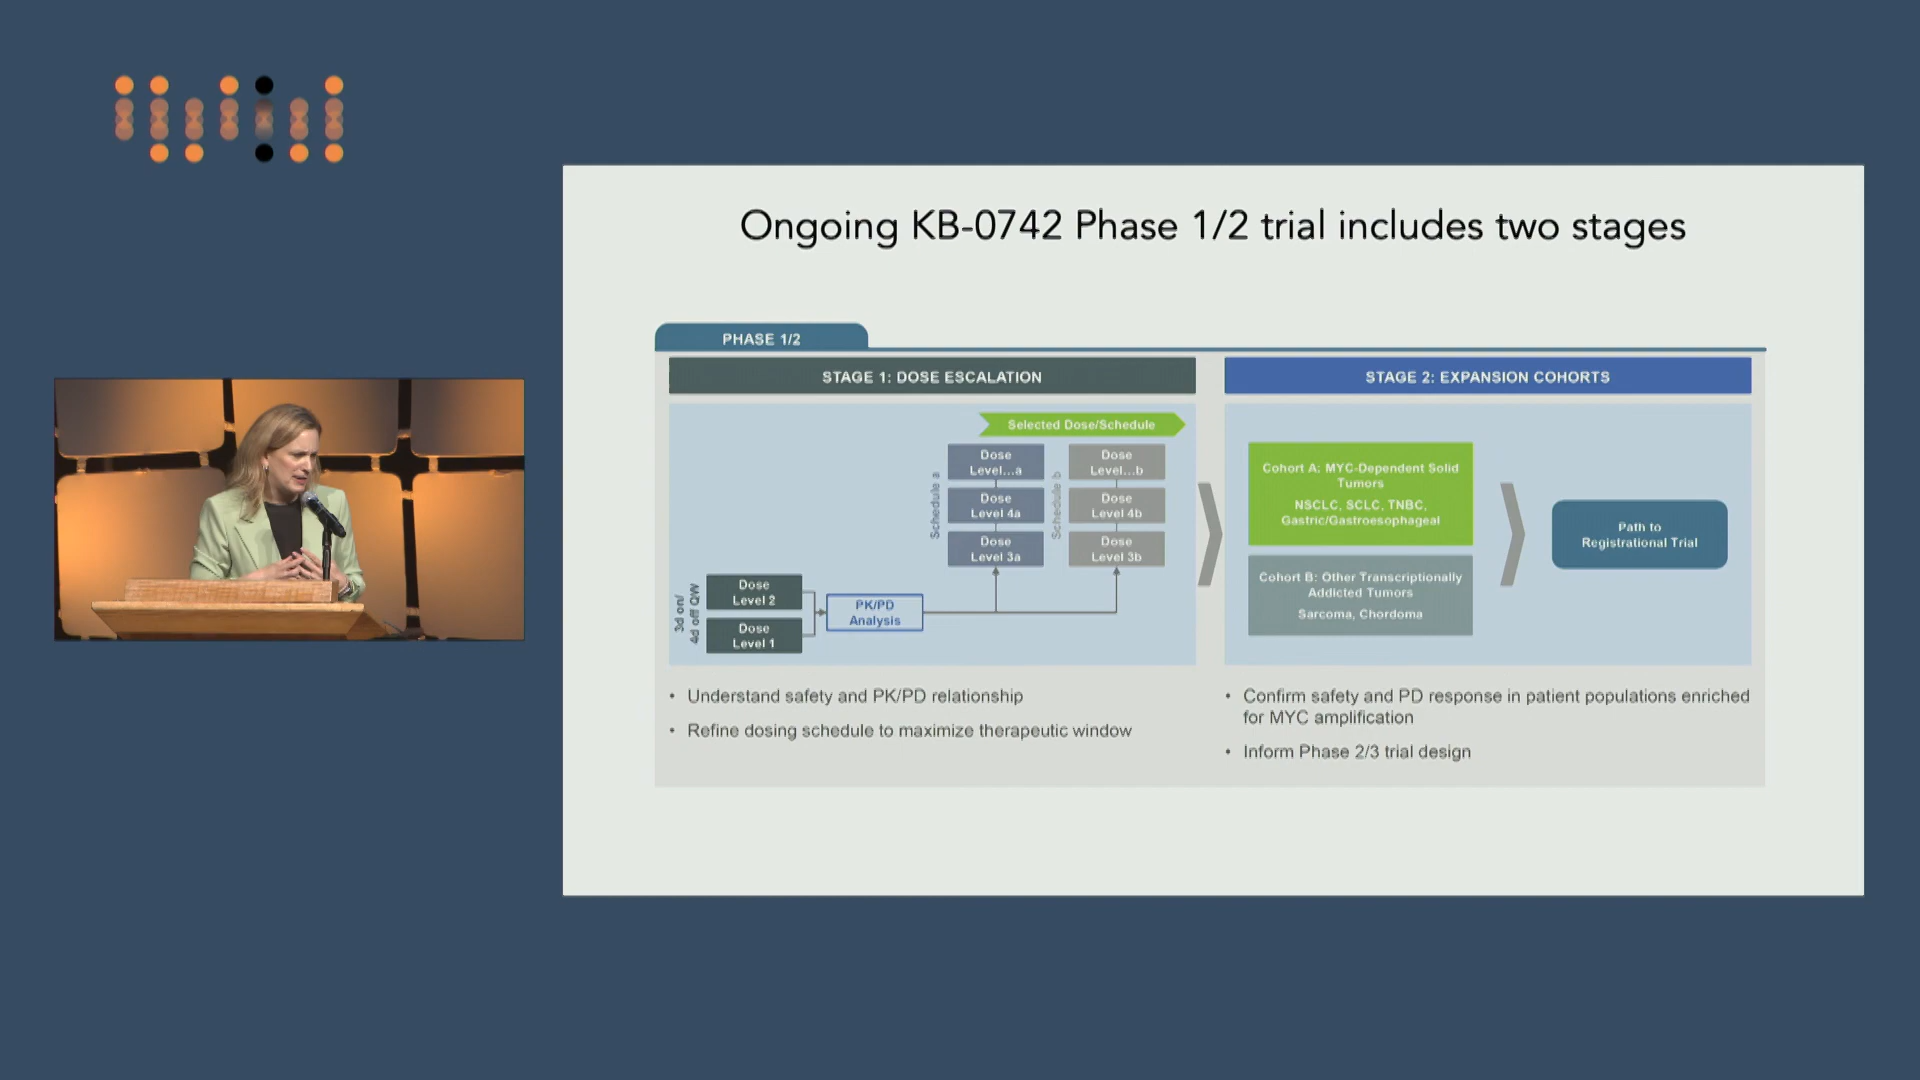 Ongoing KB-0742 Phase 1/2 trial includes two stages
PHASE 1/2
STAGE 1: DOSE ESCALATION
Selected Dose/Schedule
Schedule a
Dose
Level...a
Dose
Level 4a
Dose
Level 3a
Schedule b
Dose
Level...b
Dose
Level 4b
Dose
Level 3b
3d on/
4d off QW
Dose
Level 2
Dose
Level 1
PK/PD
Analysis
• Understand safety and PK/PD relationship
• Refine dosing schedule to maximize therapeutic window
STAGE 2: EXPANSION COHORTS
Cohort A: MYC-Dependent Solid
Tumors
NSCLC, SCLC, TNBC,
Gastric/Gastroesophageal
Cohort B: Other Transcriptionally
Addicted Tumors
Sarcoma, Chordoma
Path to
Registrational Trial
• Confirm safety and PD response in patient populations enriched
for MYC amplification
• Inform Phase 2/3 trial design